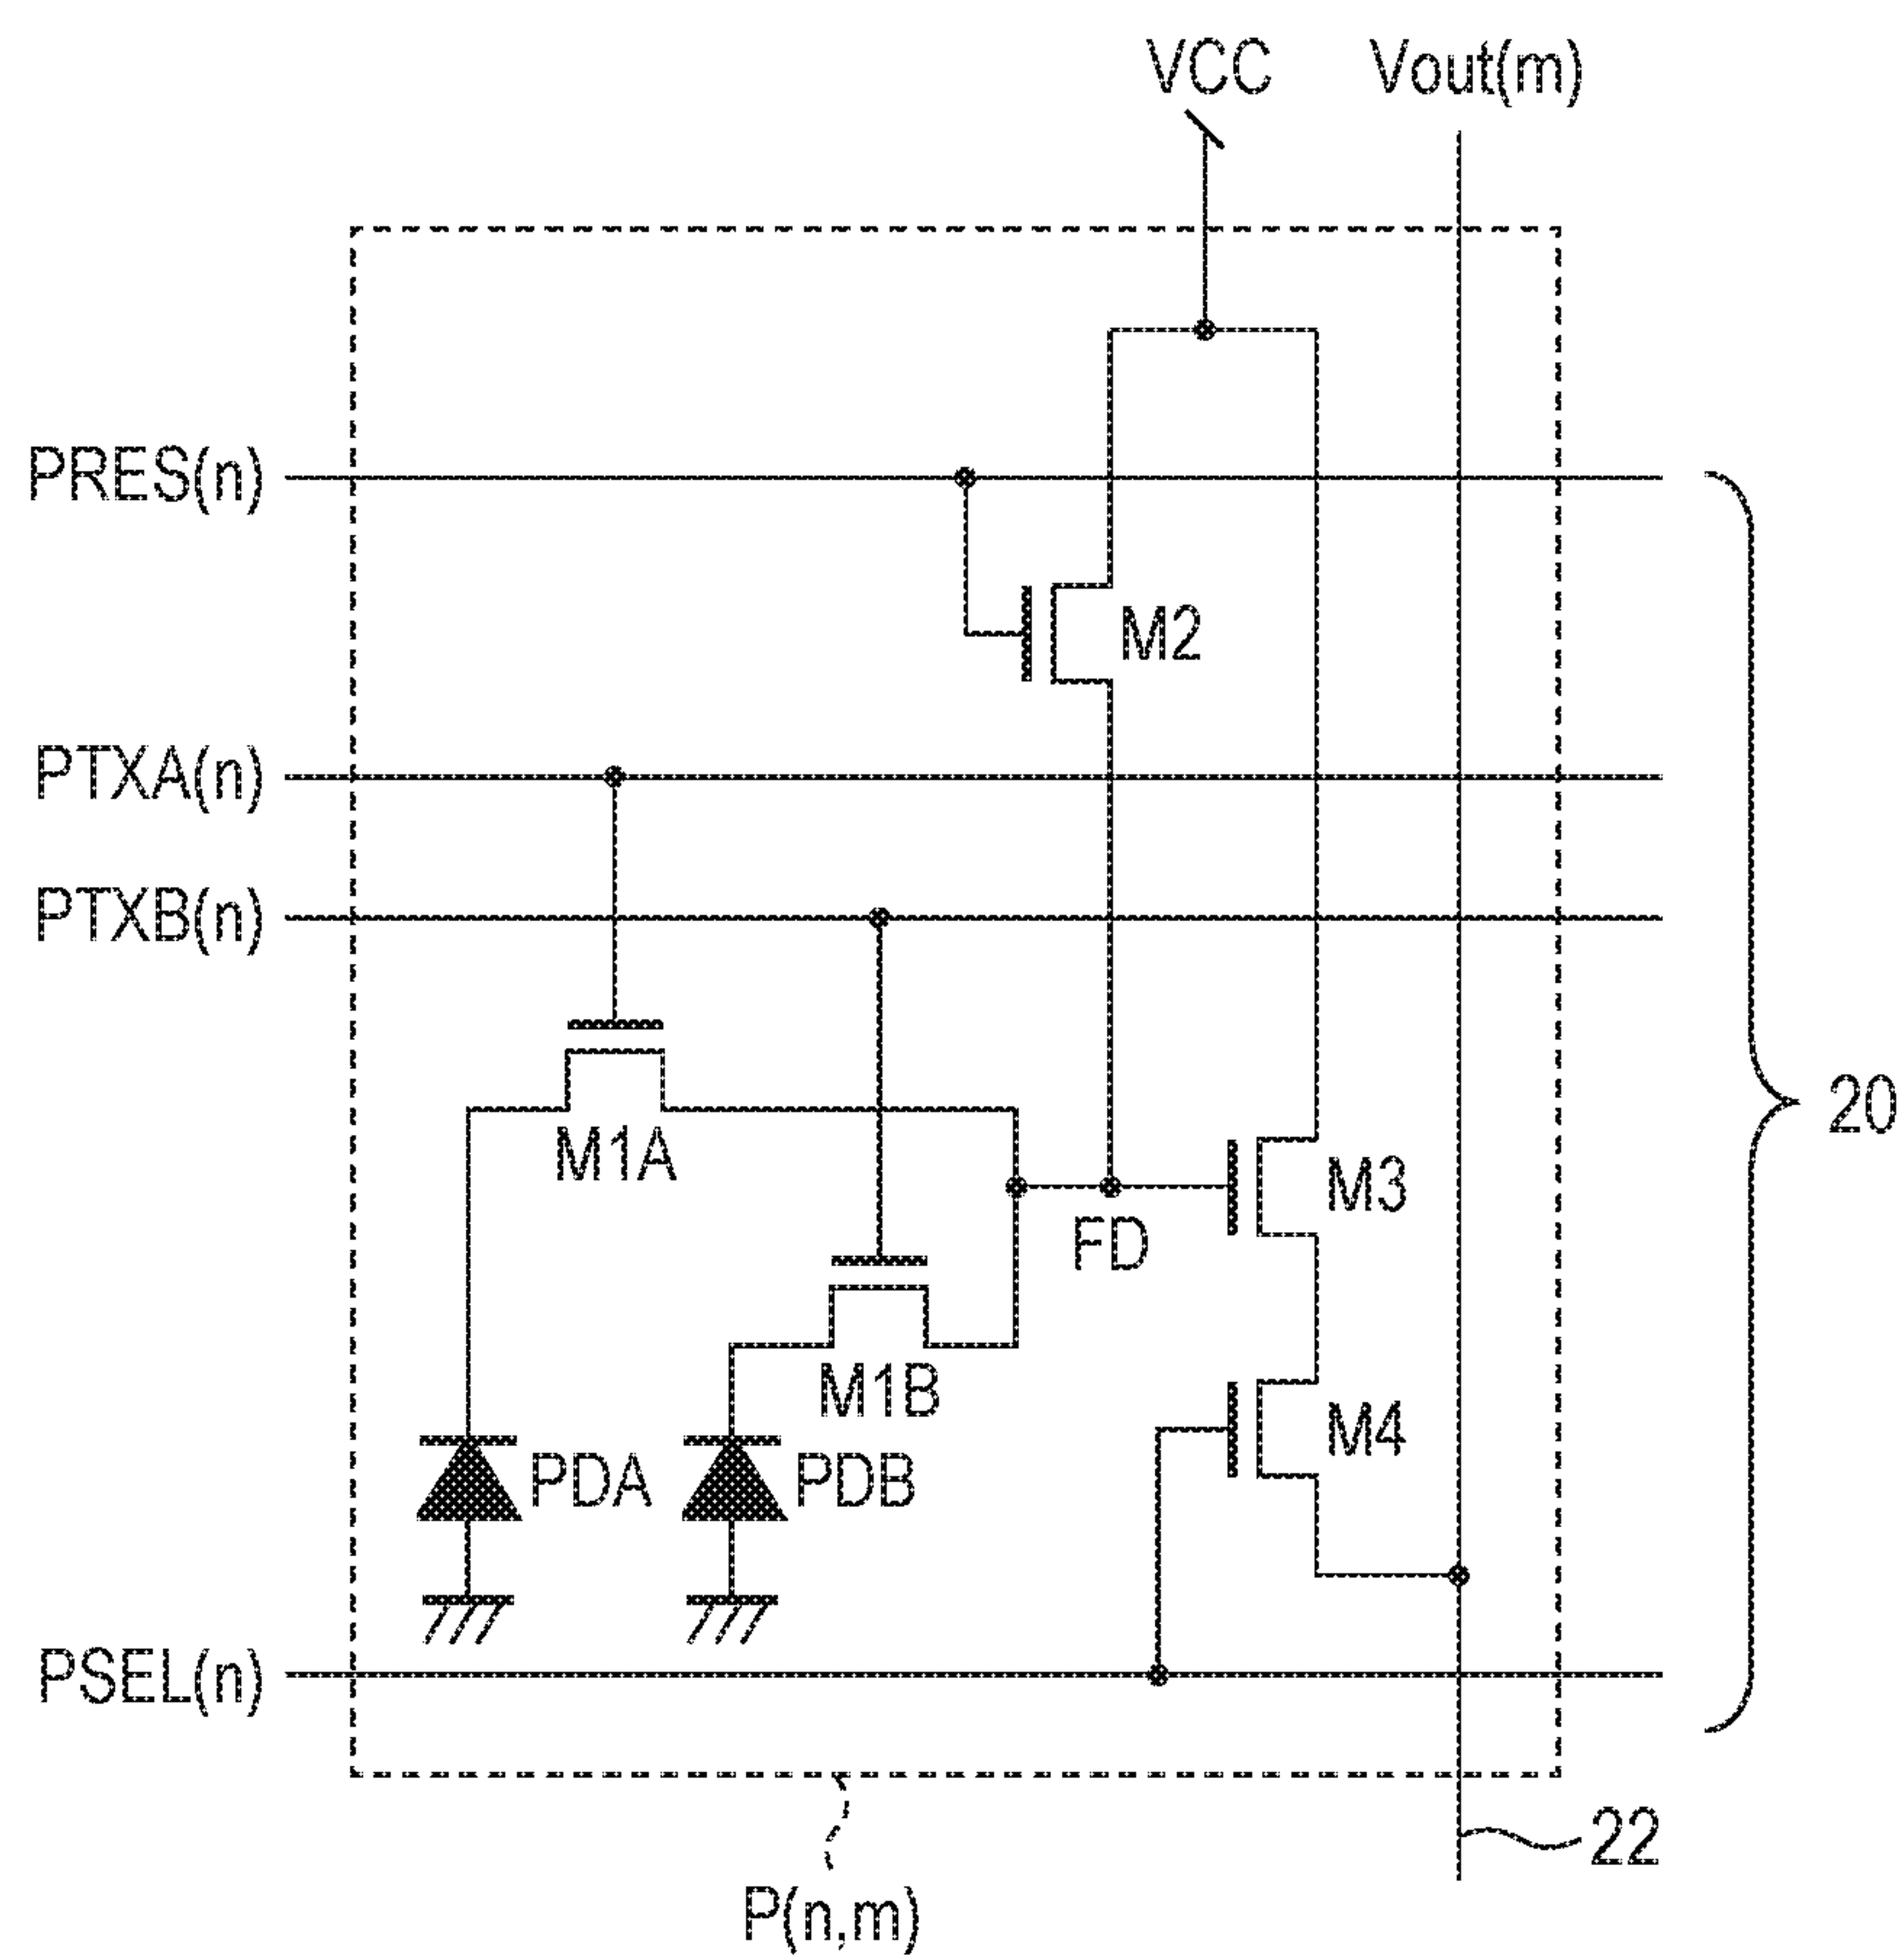 VCC
Vout(m)
PRES(n)
M2
PTXA(n)
PTXB(n)
20
M1A
M3
FD
M1B
M4
PDA
PDB
PSEL(n)
22
P(n,m)